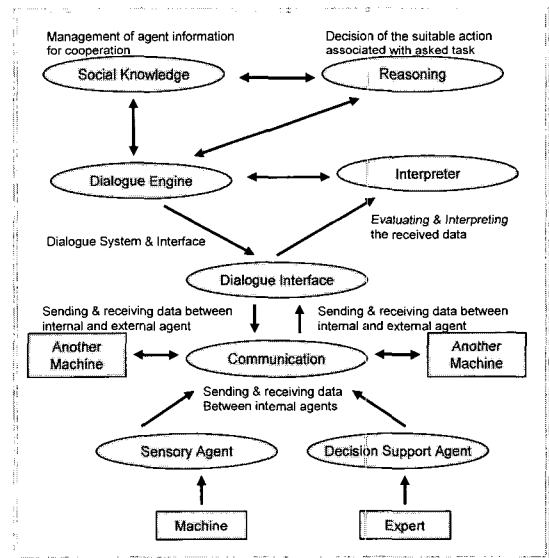 Management of agent information
for cooperation
Decision of the suitable action
associated with asked task
Social Knowledge
Reasoning
Dialogue Engine
Interpreter
Evaluating & Interpreting
the received data
Dialogue System & Interface
Dialogue Interface
Sending & receiving data between
internal and external agent
Sending & receiving data between
internal and external agent
Another
Machine
Communication
Another
Machine
Sending & receiving data
Between internal agents
Sensory Agent
Decision Support Agent
Machine
Expert